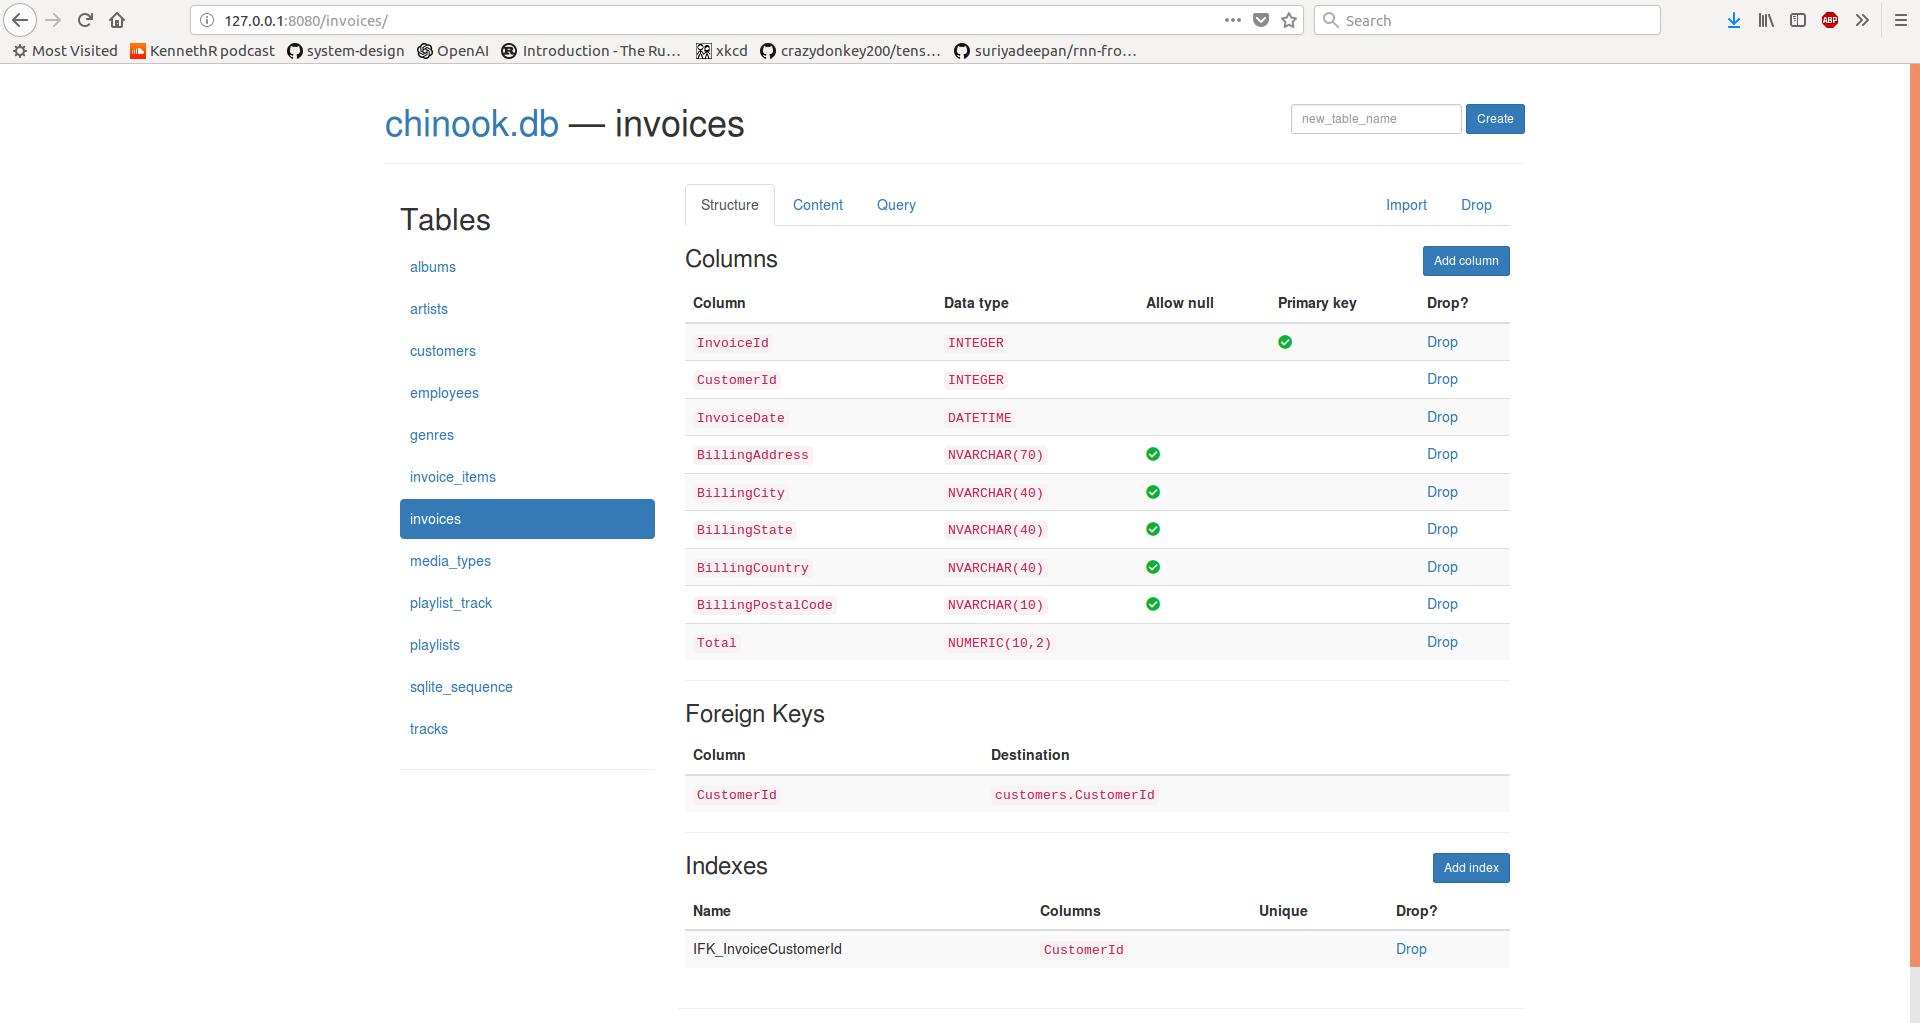 127.0.0.1:8080/invoices/
Search
ABP
Most Visited KennethR podcast system-design OpenAI Introduction - The Ru… xkcd crazydonkey200/tens… suriyadeepan/rnn-fro…
chinook.db — invoices
new_table_name Create
Tables
albums
artists
customers
employees
genres
invoice_items
invoices
media_types
playlist_track
playlists
sqlite_sequence
tracks
Structure Content Query Import Drop
Columns Add column
Column Data type Allow null Primary key Drop?
InvoiceId INTEGER Drop
CustomerId INTEGER Drop
InvoiceDate DATETIME Drop
BillingAddress NVARCHAR(70) Drop
BillingCity NVARCHAR(40) Drop
BillingState NVARCHAR(40) Drop
BillingCountry NVARCHAR(40) Drop
BillingPostalCode NVARCHAR(10) Drop
Total NUMERIC(10,2) Drop
Foreign Keys
Column Destination
CustomerId customers.CustomerId
Indexes Add index
Name Columns Unique Drop?
IFK_InvoiceCustomerId CustomerId Drop